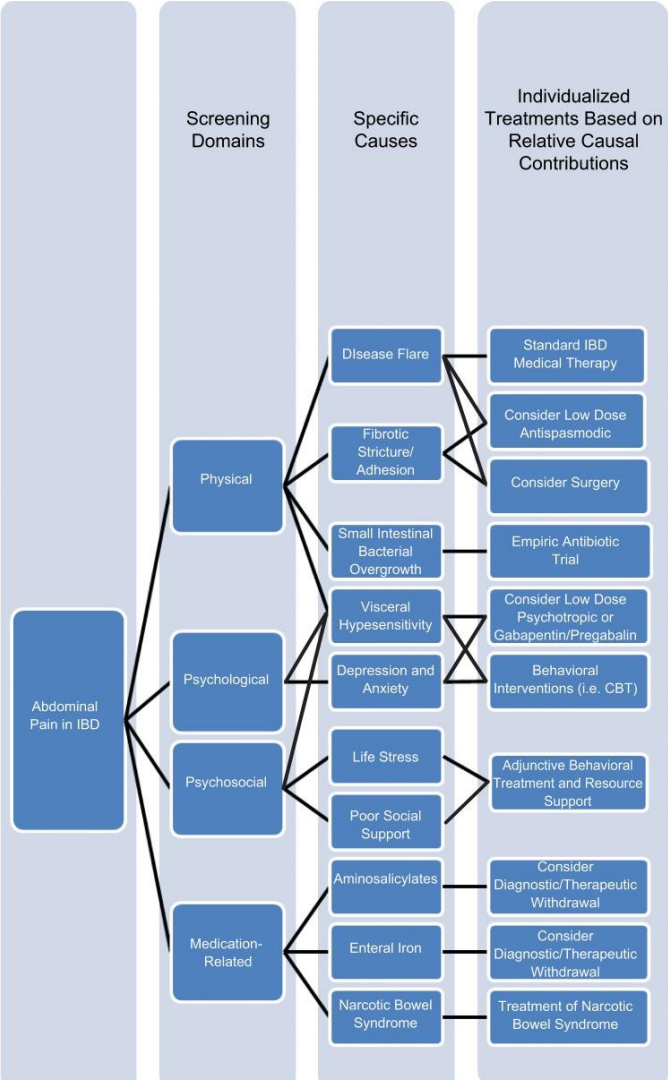 Screening
Domains
Specific
Causes
Individualized
Treatments Based on
Relative Causal
Contributions
Abdominal
Pain in IBD
Physical
Psychological
Psychosocial
Medication-
Related
DIsease Flare
Fibrotic
Stricture/
Adhesion
Small Intestinal
Bacterial
Overgrowth
Visceral
Hypesensitivity
Depression and
Anxiety
Life Stress
Poor Social
Support
Aminosalicylates
Enteral Iron
Narcotic Bowel
Syndrome
Standard IBD
Medical Therapy
Consider Low Dose
Antispasmodic
Consider Surgery
Empiric Antibiotic
Trial
Consider Low Dose
Psychotropic or
Gabapentin/Pregabalin
Behavioral
Interventions (i.e. CBT)
Adjunctive Behavioral
Treatment and Resource
Support
Consider
Diagnostic/Therapeutic
Withdrawal
Consider
Diagnostic/Therapeutic
Withdrawal
Treatment of Narcotic
Bowel Syndrome